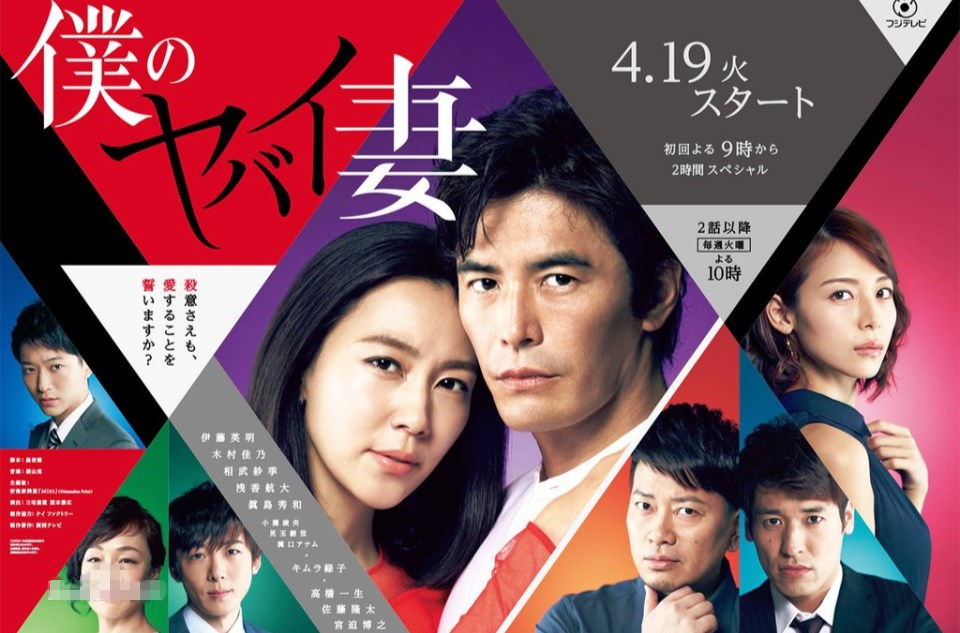 僕のヤバイ妻
フジテレビ
4.19 火
スタート
初回よる 9時から
2時間スペシャル
2話以降
毎週火曜
よる
10時
殺意さえも、
愛することを
誓いますか?
伊藤英明
木村佳乃
相武紗季
浅香航大
眞島秀和
キムラ緑子
高橋一生
佐藤隆太
宮迫博之